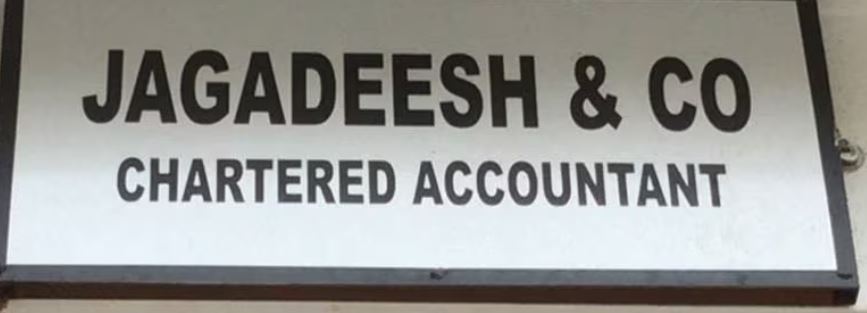 JAGADEESH & CO
CHARTERED ACCOUNTANT